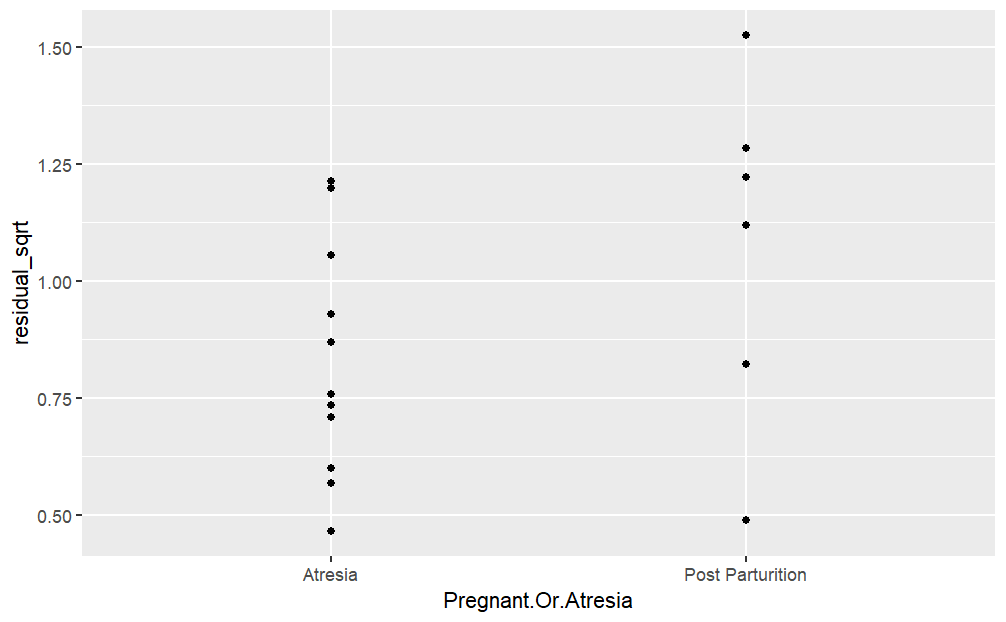 1.50
1.25
1.00
0.75
0.50
residual_sqrt
Atresia
Post Parturition
Pregnant.Or.Atresia